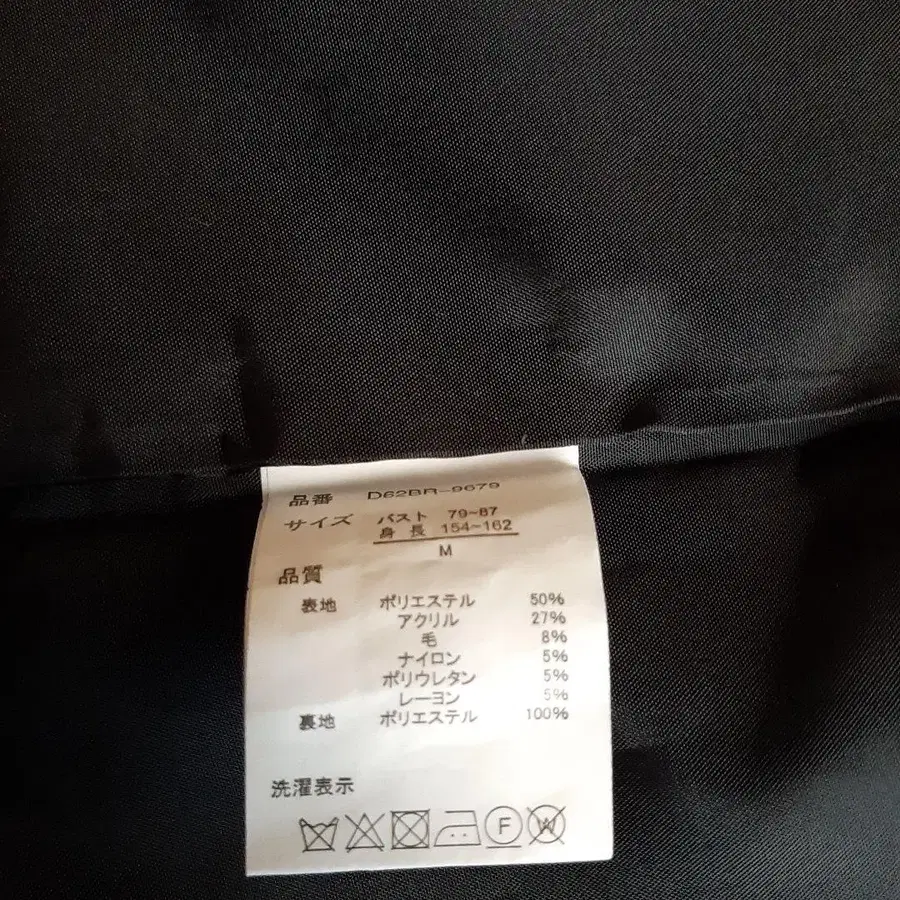 品番 D62BR-9679
サイズ バスト 79~87
身長 154~162
M
品質
表地 ポリエステル 50%
アクリル 27%
毛 8%
ナイロン 5%
ポリウレタン 5%
レーヨン 5%
裏地 ポリエステル 100%
洗濯表示
F W